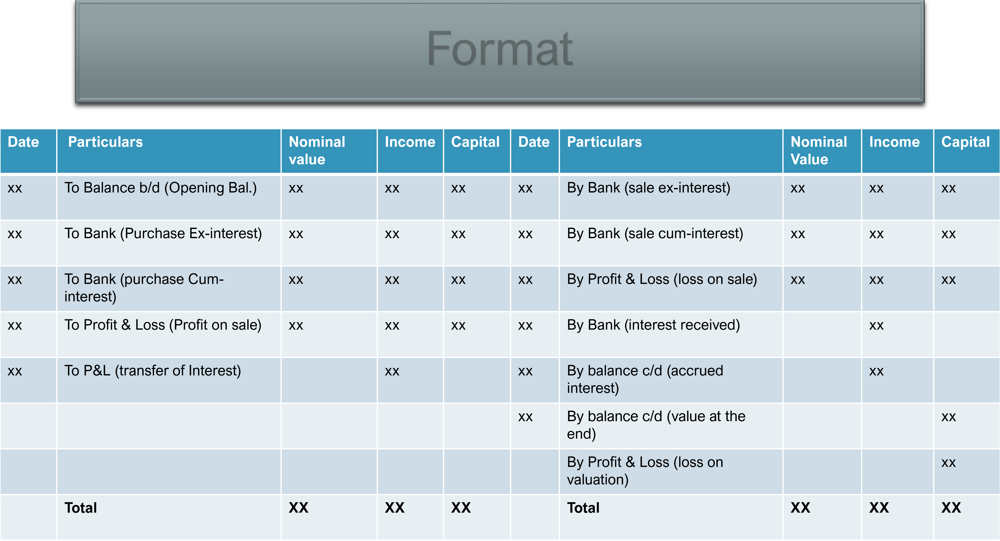 Format
Date Particulars Nominal value Income Capital Date Particulars Nominal Value Income Capital
xx To Balance b/d (Opening Bal.) xx xx xx xx By Bank (sale ex-interest) xx xx xx
xx To Bank (Purchase Ex-interest) xx xx xx xx By Bank (sale cum-interest) xx xx xx
xx To Bank (purchase Cum-interest) xx xx xx xx By Profit & Loss (loss on sale) xx xx xx
xx To Profit & Loss (Profit on sale) xx xx xx xx By Bank (interest received) xx
xx To P&L (transfer of Interest) xx xx By balance c/d (accrued interest) xx
xx By balance c/d (value at the end) xx
By Profit & Loss (loss on valuation) xx
Total XX XX XX Total XX XX XX